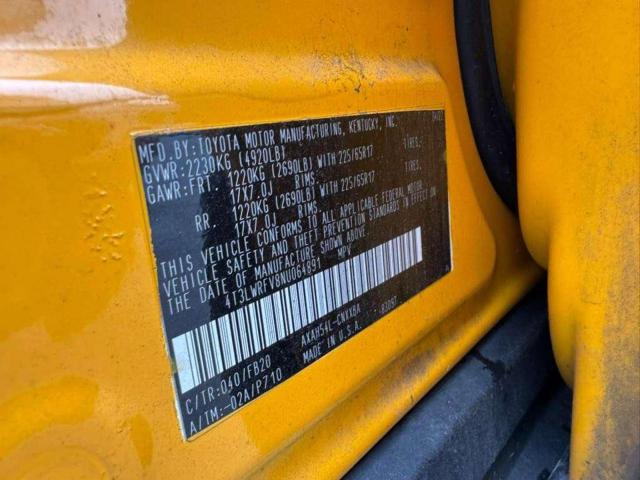 MFD.BY:TOYOTA MOTOR MANUFACTURING, KENTUCKY, INC.
GVWR:2230KG (4920LB)
GAWR:FRT. 1220KG (2690LB) WITH 225/65R17 TIRES,
17X7.0J RIMS
RR. 1220KG (2690LB) WITH 225/65R17 TIRES,
17X7.0J RIMS
THIS VEHICLE CONFORMS TO ALL APPLICABLE FEDERAL MOTOR
VEHICLE SAFETY AND THEFT PREVENTION STANDARDS IN EFFECT ON
THE DATE OF MANUFACTURE SHOWN ABOVE.
4T3LWRFV8NU064891 MPV
C/TR:040/FB20 AXAH54L-CNXXBA
A/TM:-02A/P710 MADE IN U.S.A.